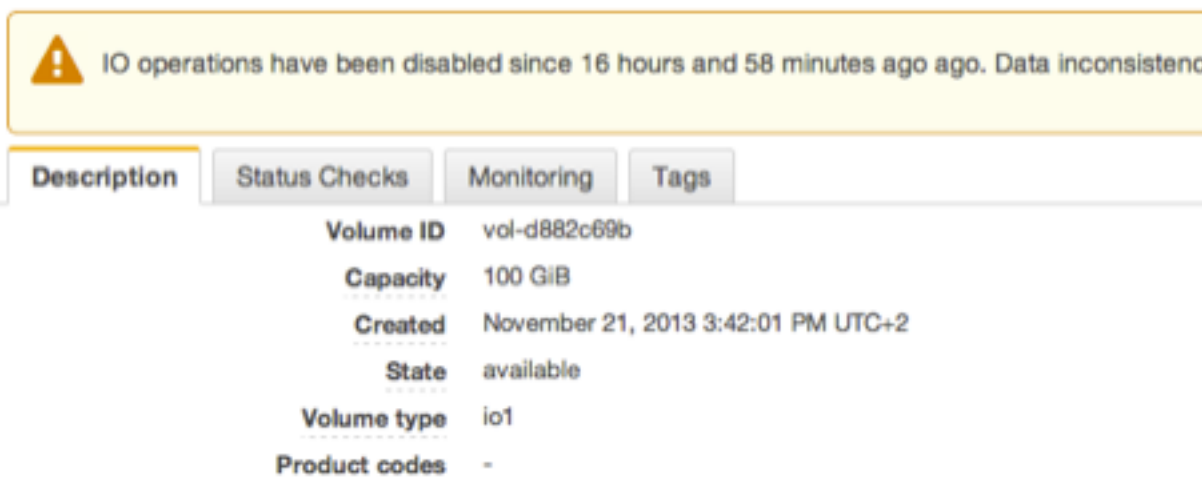 IO operations have been disabled since 16 hours and 58 minutes ago ago. Data inconsistenc
Description Status Checks Monitoring Tags
Volume ID vol-d882c69b
Capacity 100 GiB
Created November 21, 2013 3:42:01 PM UTC+2
State available
Volume type io1
Product codes -